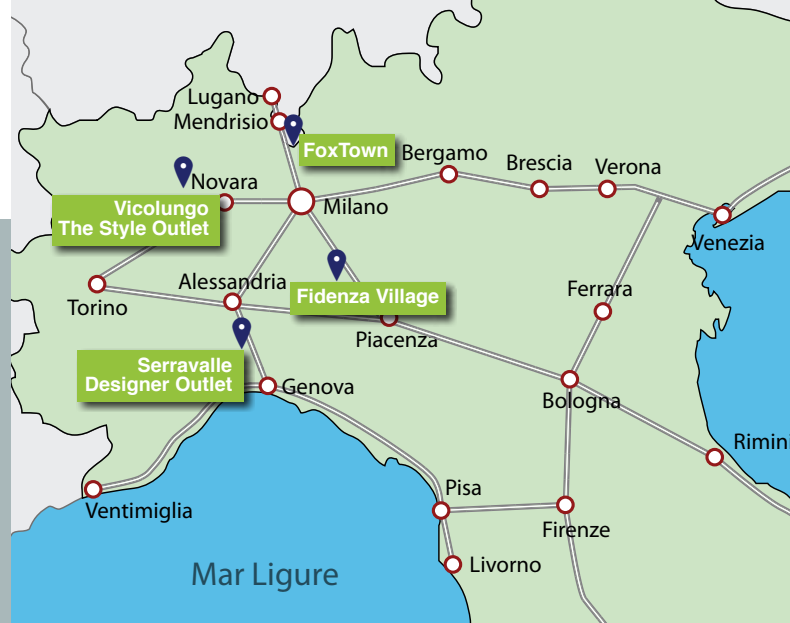 Lugano
Mendrisio
FoxTown
Bergamo
Brescia
Verona
Novara
Milano
Vicolungo
The Style Outlet
Venezia
Alessandria
Torino
Fidenza Village
Ferrara
Piacenza
Serravalle
Designer Outlet
Genova
Bologna
Rimini
Pisa
Ventimiglia
Firenze
Livorno
Mar Ligure